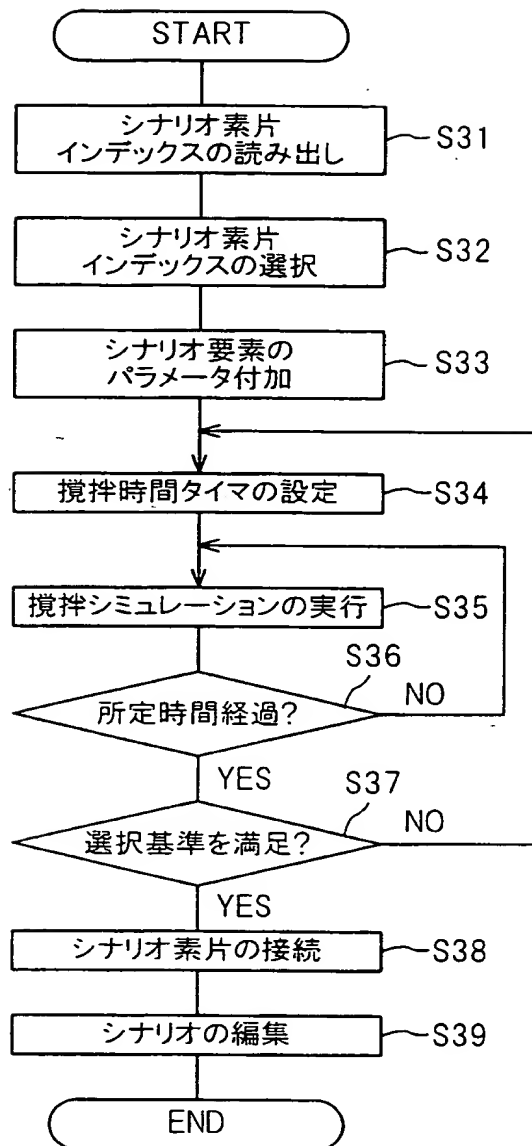 START
シナリオ素片
インデックスの読み出し
S31
シナリオ素片
インデックスの選択
S32
シナリオ要素の
パラメータ付加
S33
撹拌時間タイマの設定
S34
撹拌シミュレーションの実行
S35
S36
所定時間経過?
NO
YES
S37
選択基準を満足?
NO
YES
シナリオ素片の接続
S38
シナリオの編集
S39
END